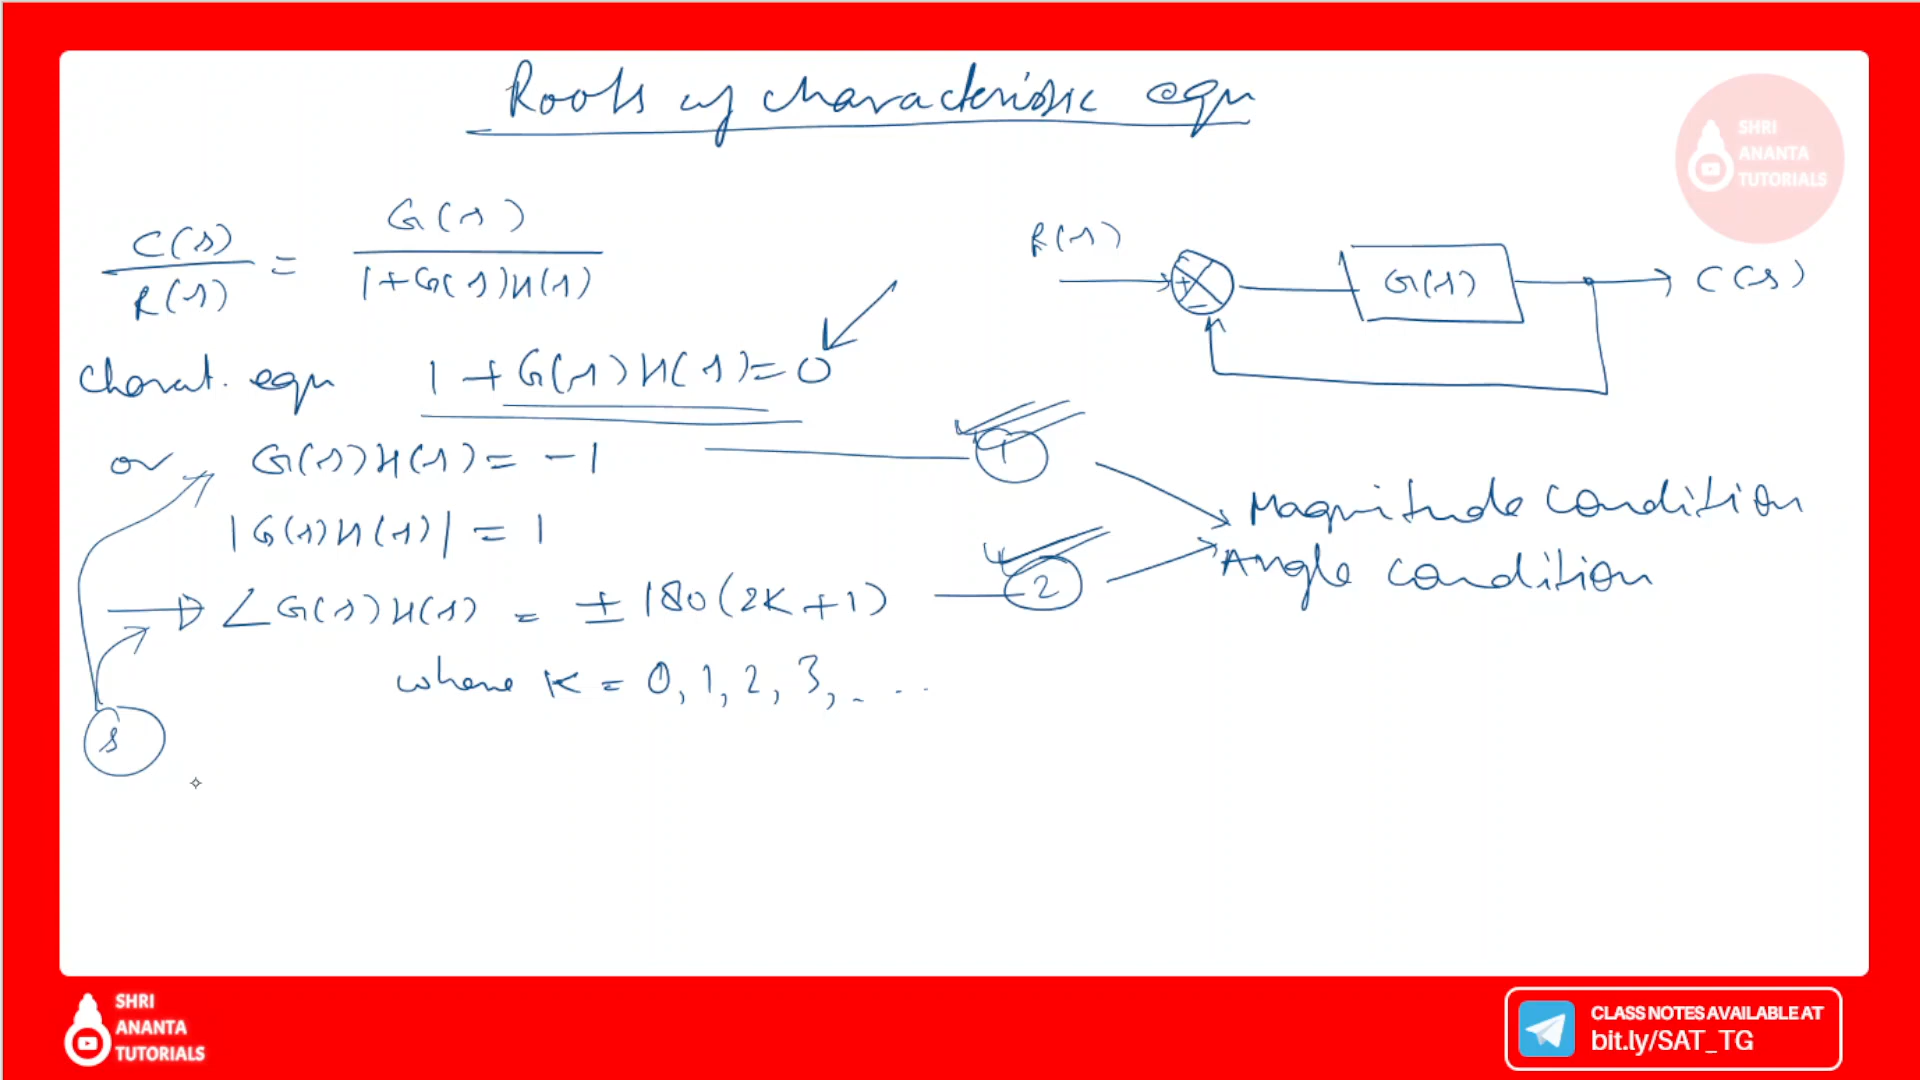 Roots of characteristic eqn
SHRI
ANANTA
TUTORIALS
C(s)/R(s) = G(s)/(1+G(s)H(s))
R(s)
+
−
G(s)
C(s)
Charat. eqn 1 + G(s)H(s) = 0
or G(s)H(s) = -1 1
|G(s)H(s)| = 1
Magnitude condition
Angle condition
∠G(s)H(s) = ± 180(2K+1) 2
where K = 0, 1, 2, 3, ....
s
SHRI
ANANTA
TUTORIALS
CLASS NOTES AVAILABLE AT
bit.ly/SAT_TG